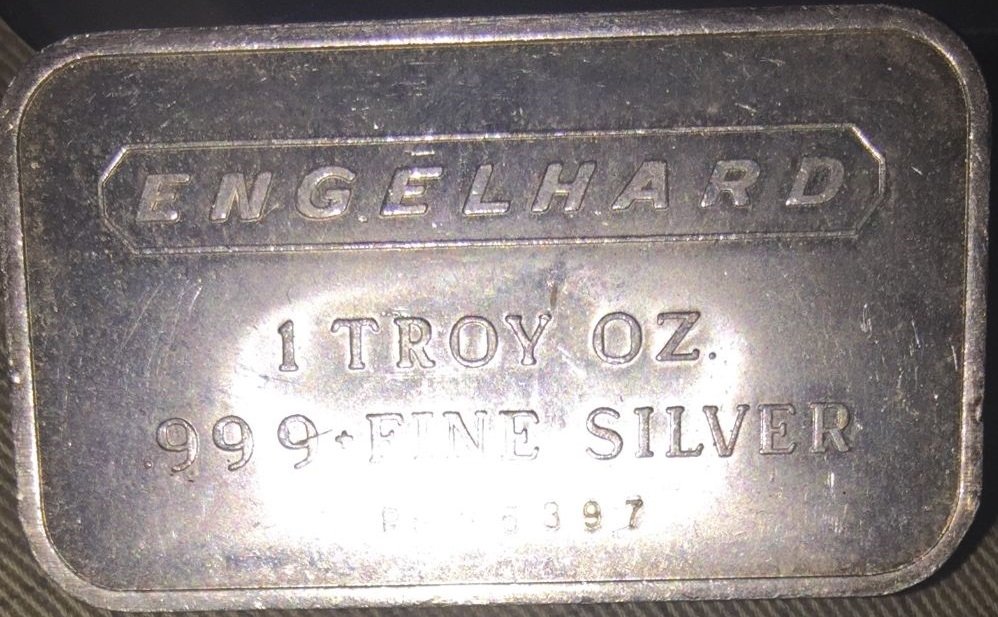 ENGELHARD
1 TROY OZ.
.999+ FINE SILVER